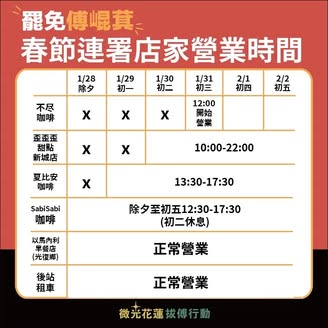 罷免傅崐萁
春節連署店家營業時間
1/28 1/29 1/30 1/31 2/1 2/2
除夕 初一 初二 初三 初四 初五
不尽
咖啡
X X X
12:00
開始
營業
歪歪歪
甜點
新城店
X X
10:00-22:00
夏比安
咖啡
X
13:30-17:30
SabiSabi
咖啡
除夕至初五12:30-17:30
(初二休息)
以馬內利
早餐店
(光復鄉)
正常營業
後站
租車
正常營業
微光花蓮拔傅行動